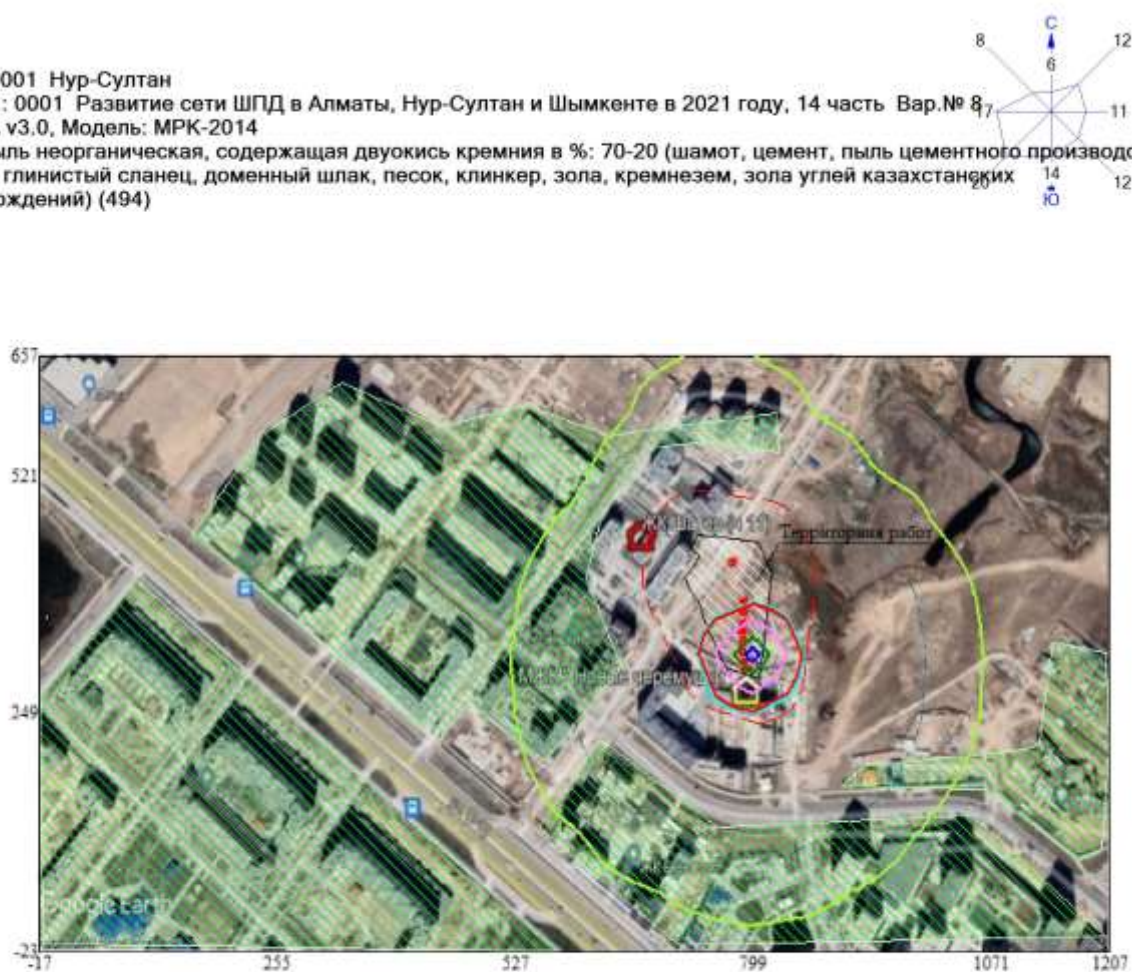 001 Нур-Султан
: 0001 Развитие сети ШПД в Алматы, Нур-Султан и Шымкенте в 2021 году, 14 часть Вар.№ 8
v3.0, Модель: МРК-2014
ыль неорганическая, содержащая двуокись кремния в %: 70-20 (шамот, цемент, пыль цементного производс
глинистый сланец, доменный шлак, песок, клинкер, зола, кремнезем, зола углей казахстанских
ождений) (494)
С
8
12
6
17
11
20
14
12
Ю
657
521
Территория работ
249
Google Earth
-23
-17
255
527
799
1071
1207